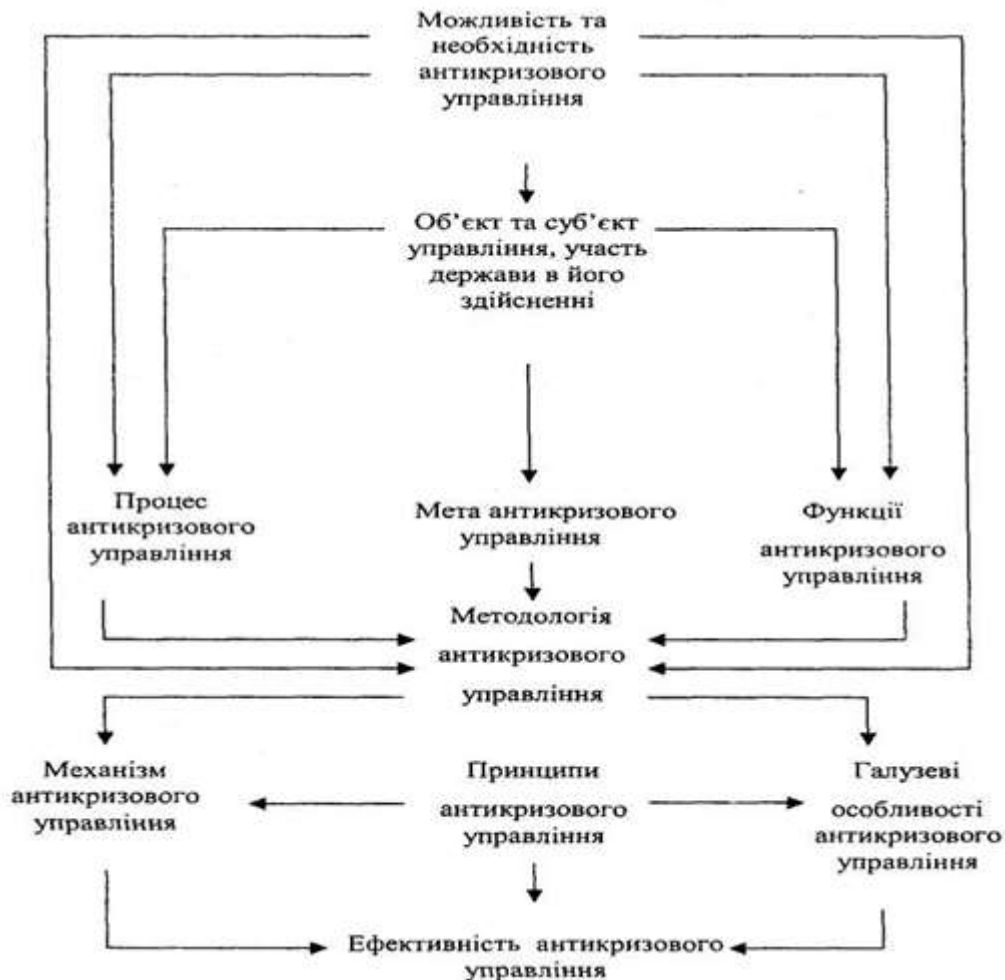 Можливість та
необхідність
антикризового
управління
Об’єкт та суб’єкт
управління, участь
держави в його
здійсненні
Процес
антикризового
управління
Мета антикризового
управління
Функції
антикризового
управління
Методологія
антикризового
управління
Механізм
антикризового
управління
Принципи
антикризового
управління
Галузеві
особливості
антикризового
управління
Ефективність антикризового
управління